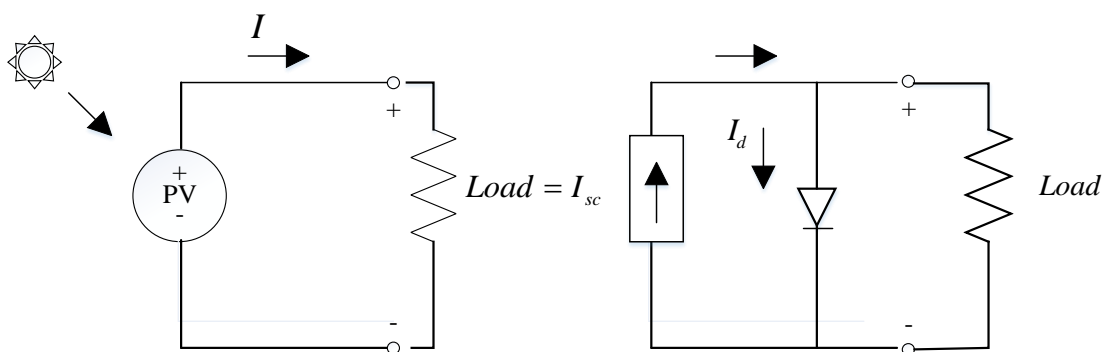 I
+
+
PV
-
-
Load = I_sc
I_d
+
-
Load